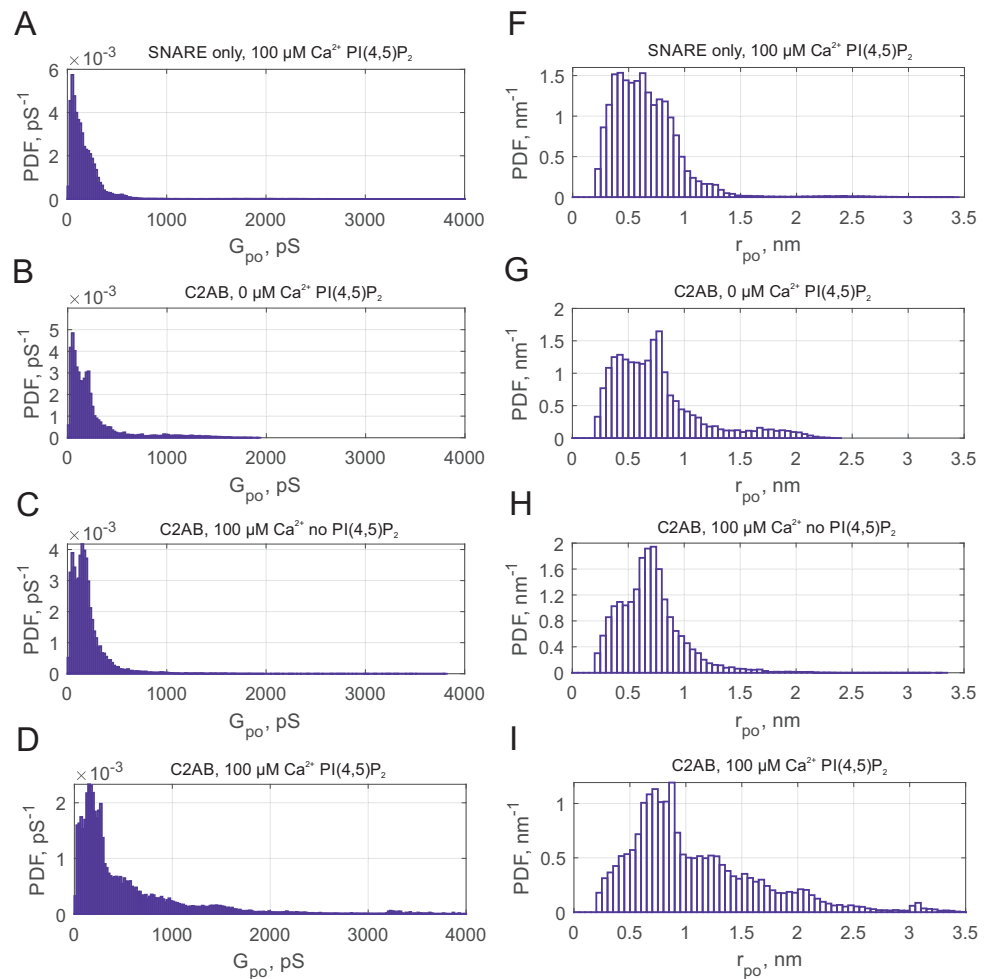 A
SNARE only, 100 µM Ca²⁺ PI(4,5)P₂
× 10⁻³
6
4
2
0
PDF, pS⁻¹
0 1000 2000 3000 4000
Gpo, pS
F
SNARE only, 100 µM Ca²⁺ PI(4,5)P₂
1.5
1
0.5
0
PDF, nm⁻¹
0 0.5 1 1.5 2 2.5 3 3.5
rpo, nm
B
C2AB, 0 µM Ca²⁺ PI(4,5)P₂
× 10⁻³
5
4
3
2
1
0
PDF, pS⁻¹
0 1000 2000 3000 4000
Gpo, pS
G
C2AB, 0 µM Ca²⁺ PI(4,5)P₂
2
1.5
1
0.5
0
PDF, nm⁻¹
0 0.5 1 1.5 2 2.5 3 3.5
rpo, nm
C
C2AB, 100 µM Ca²⁺ no PI(4,5)P₂
× 10⁻³
4
3
2
1
0
PDF, pS⁻¹
0 1000 2000 3000 4000
Gpo, pS
H
C2AB, 100 µM Ca²⁺ no PI(4,5)P₂
2
1.6
1.2
0.8
0.4
0
PDF, nm⁻¹
0 0.5 1 1.5 2 2.5 3 3.5
rpo, nm
D
C2AB, 100 µM Ca²⁺ PI(4,5)P₂
× 10⁻³
2
1
0
PDF, pS⁻¹
0 1000 2000 3000 4000
Gpo, pS
I
C2AB, 100 µM Ca²⁺ PI(4,5)P₂
1
0.5
0
PDF, nm⁻¹
0 0.5 1 1.5 2 2.5 3 3.5
rpo, nm